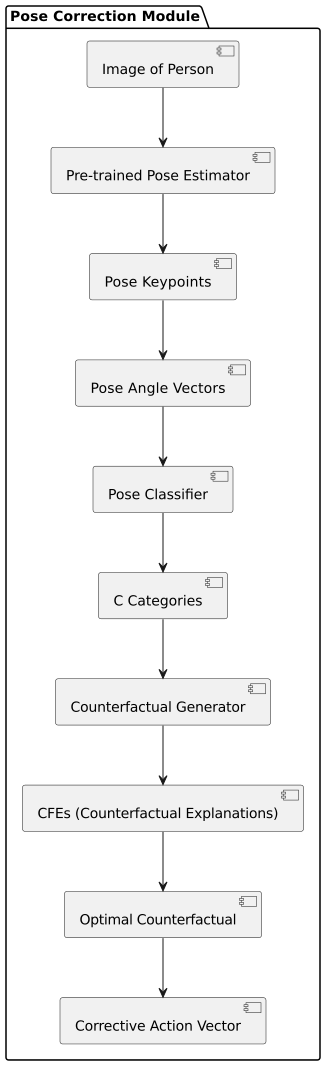 Pose Correction Module
Image of Person
Pre-trained Pose Estimator
Pose Keypoints
Pose Angle Vectors
Pose Classifier
C Categories
Counterfactual Generator
CFEs (Counterfactual Explanations)
Optimal Counterfactual
Corrective Action Vector